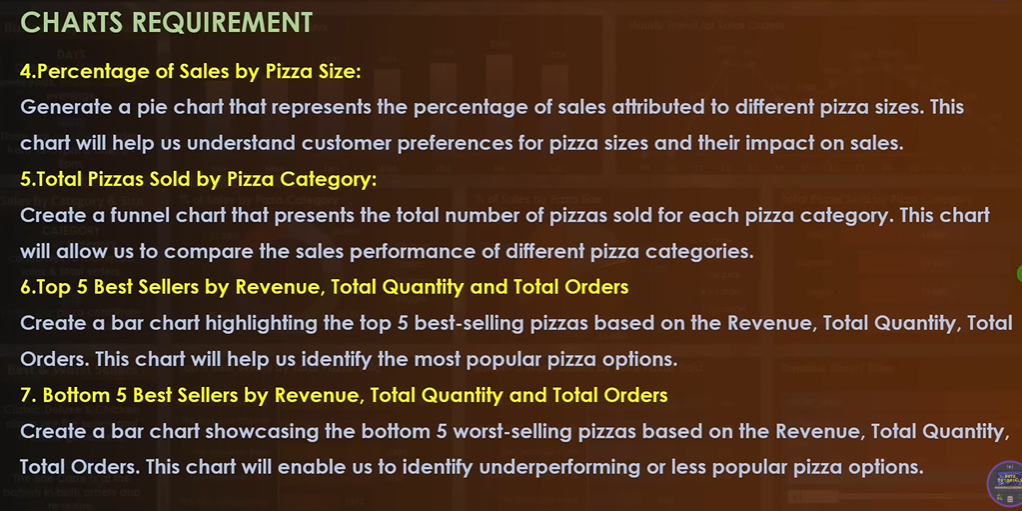 CHARTS REQUIREMENT
4.Percentage of Sales by Pizza Size:
Generate a pie chart that represents the percentage of sales attributed to different pizza sizes. This
chart will help us understand customer preferences for pizza sizes and their impact on sales.
5.Total Pizzas Sold by Pizza Category:
Create a funnel chart that presents the total number of pizzas sold for each pizza category. This chart
will allow us to compare the sales performance of different pizza categories.
6.Top 5 Best Sellers by Revenue, Total Quantity and Total Orders
Create a bar chart highlighting the top 5 best-selling pizzas based on the Revenue, Total Quantity, Total
Orders. This chart will help us identify the most popular pizza options.
7. Bottom 5 Best Sellers by Revenue, Total Quantity and Total Orders
Create a bar chart showcasing the bottom 5 worst-selling pizzas based on the Revenue, Total Quantity,
Total Orders. This chart will enable us to identify underperforming or less popular pizza options.